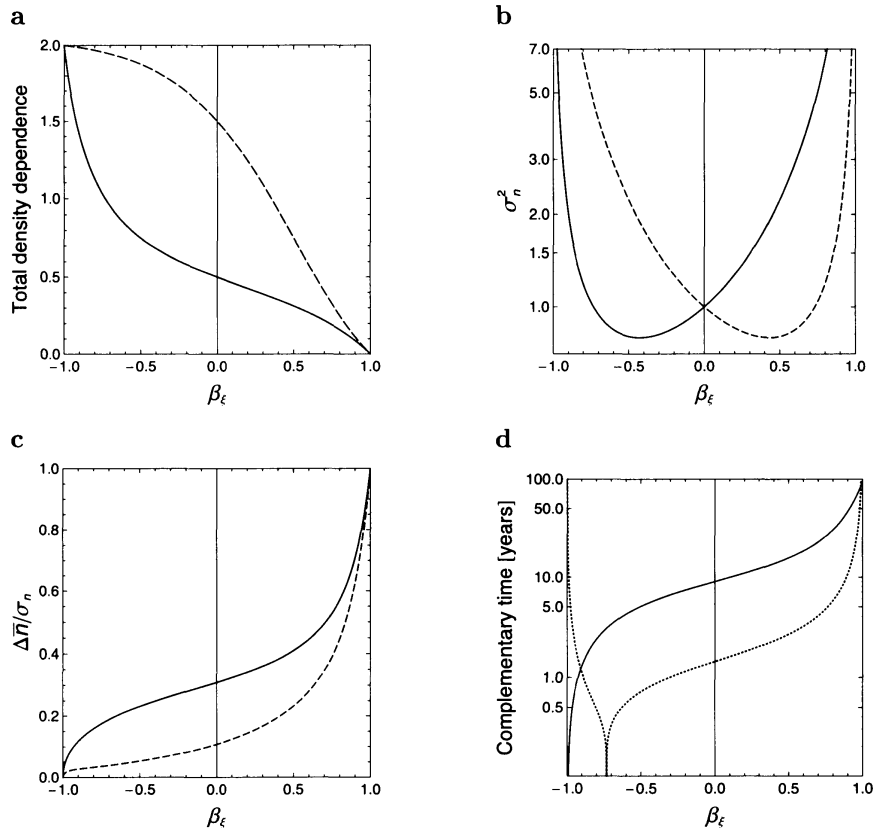 a
Total density dependence
2.0
1.5
1.0
0.5
0.0
−1.0 −0.5 0.0 0.5 1.0
βξ
b
σ²n
7.0
5.0
3.0
2.0
1.5
1.0
−1.0 −0.5 0.0 0.5 1.0
βξ
c
Δn̄/σn
1.0
0.8
0.6
0.4
0.2
0.0
−1.0 −0.5 0.0 0.5 1.0
βξ
d
Complementary time [years]
100.0
50.0
10.0
5.0
1.0
0.5
−1.0 −0.5 0.0 0.5 1.0
βξ